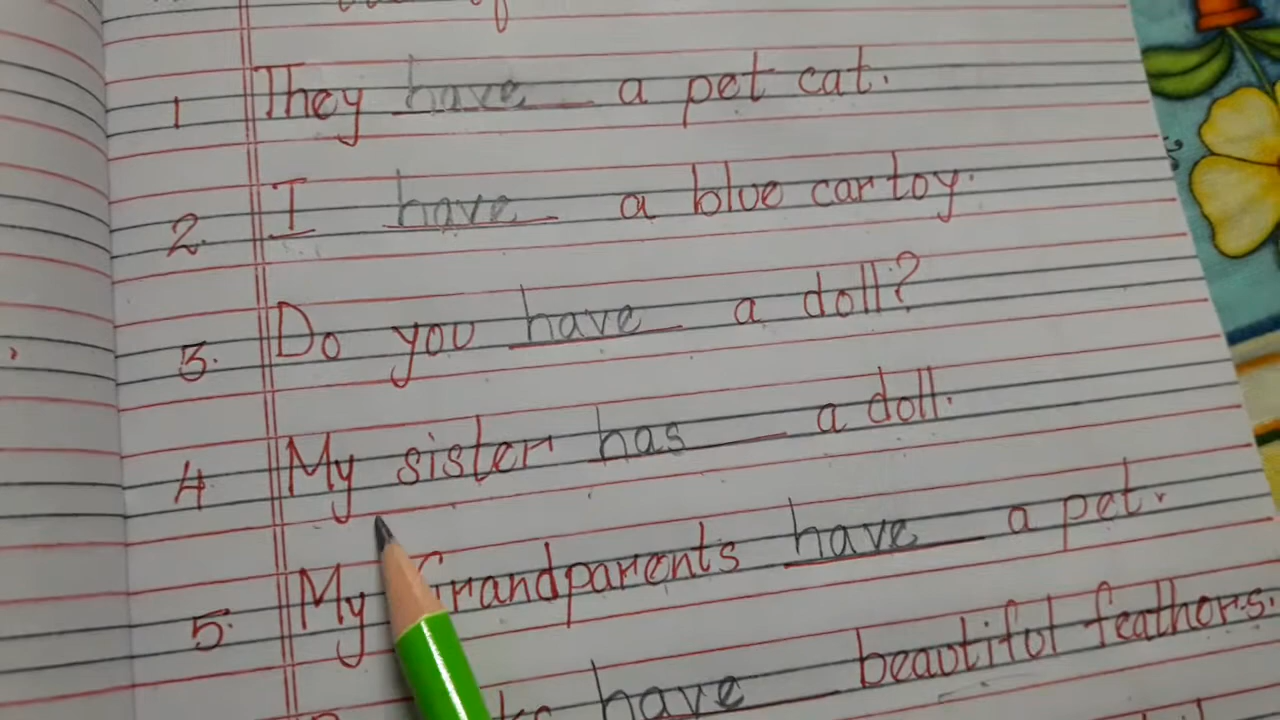 1 They have a pet cat.
2. I have a blue car toy.
3. Do you have a doll?
4 My sister has a doll.
5. My Grandparents have a pet.
have beautiful feathers.